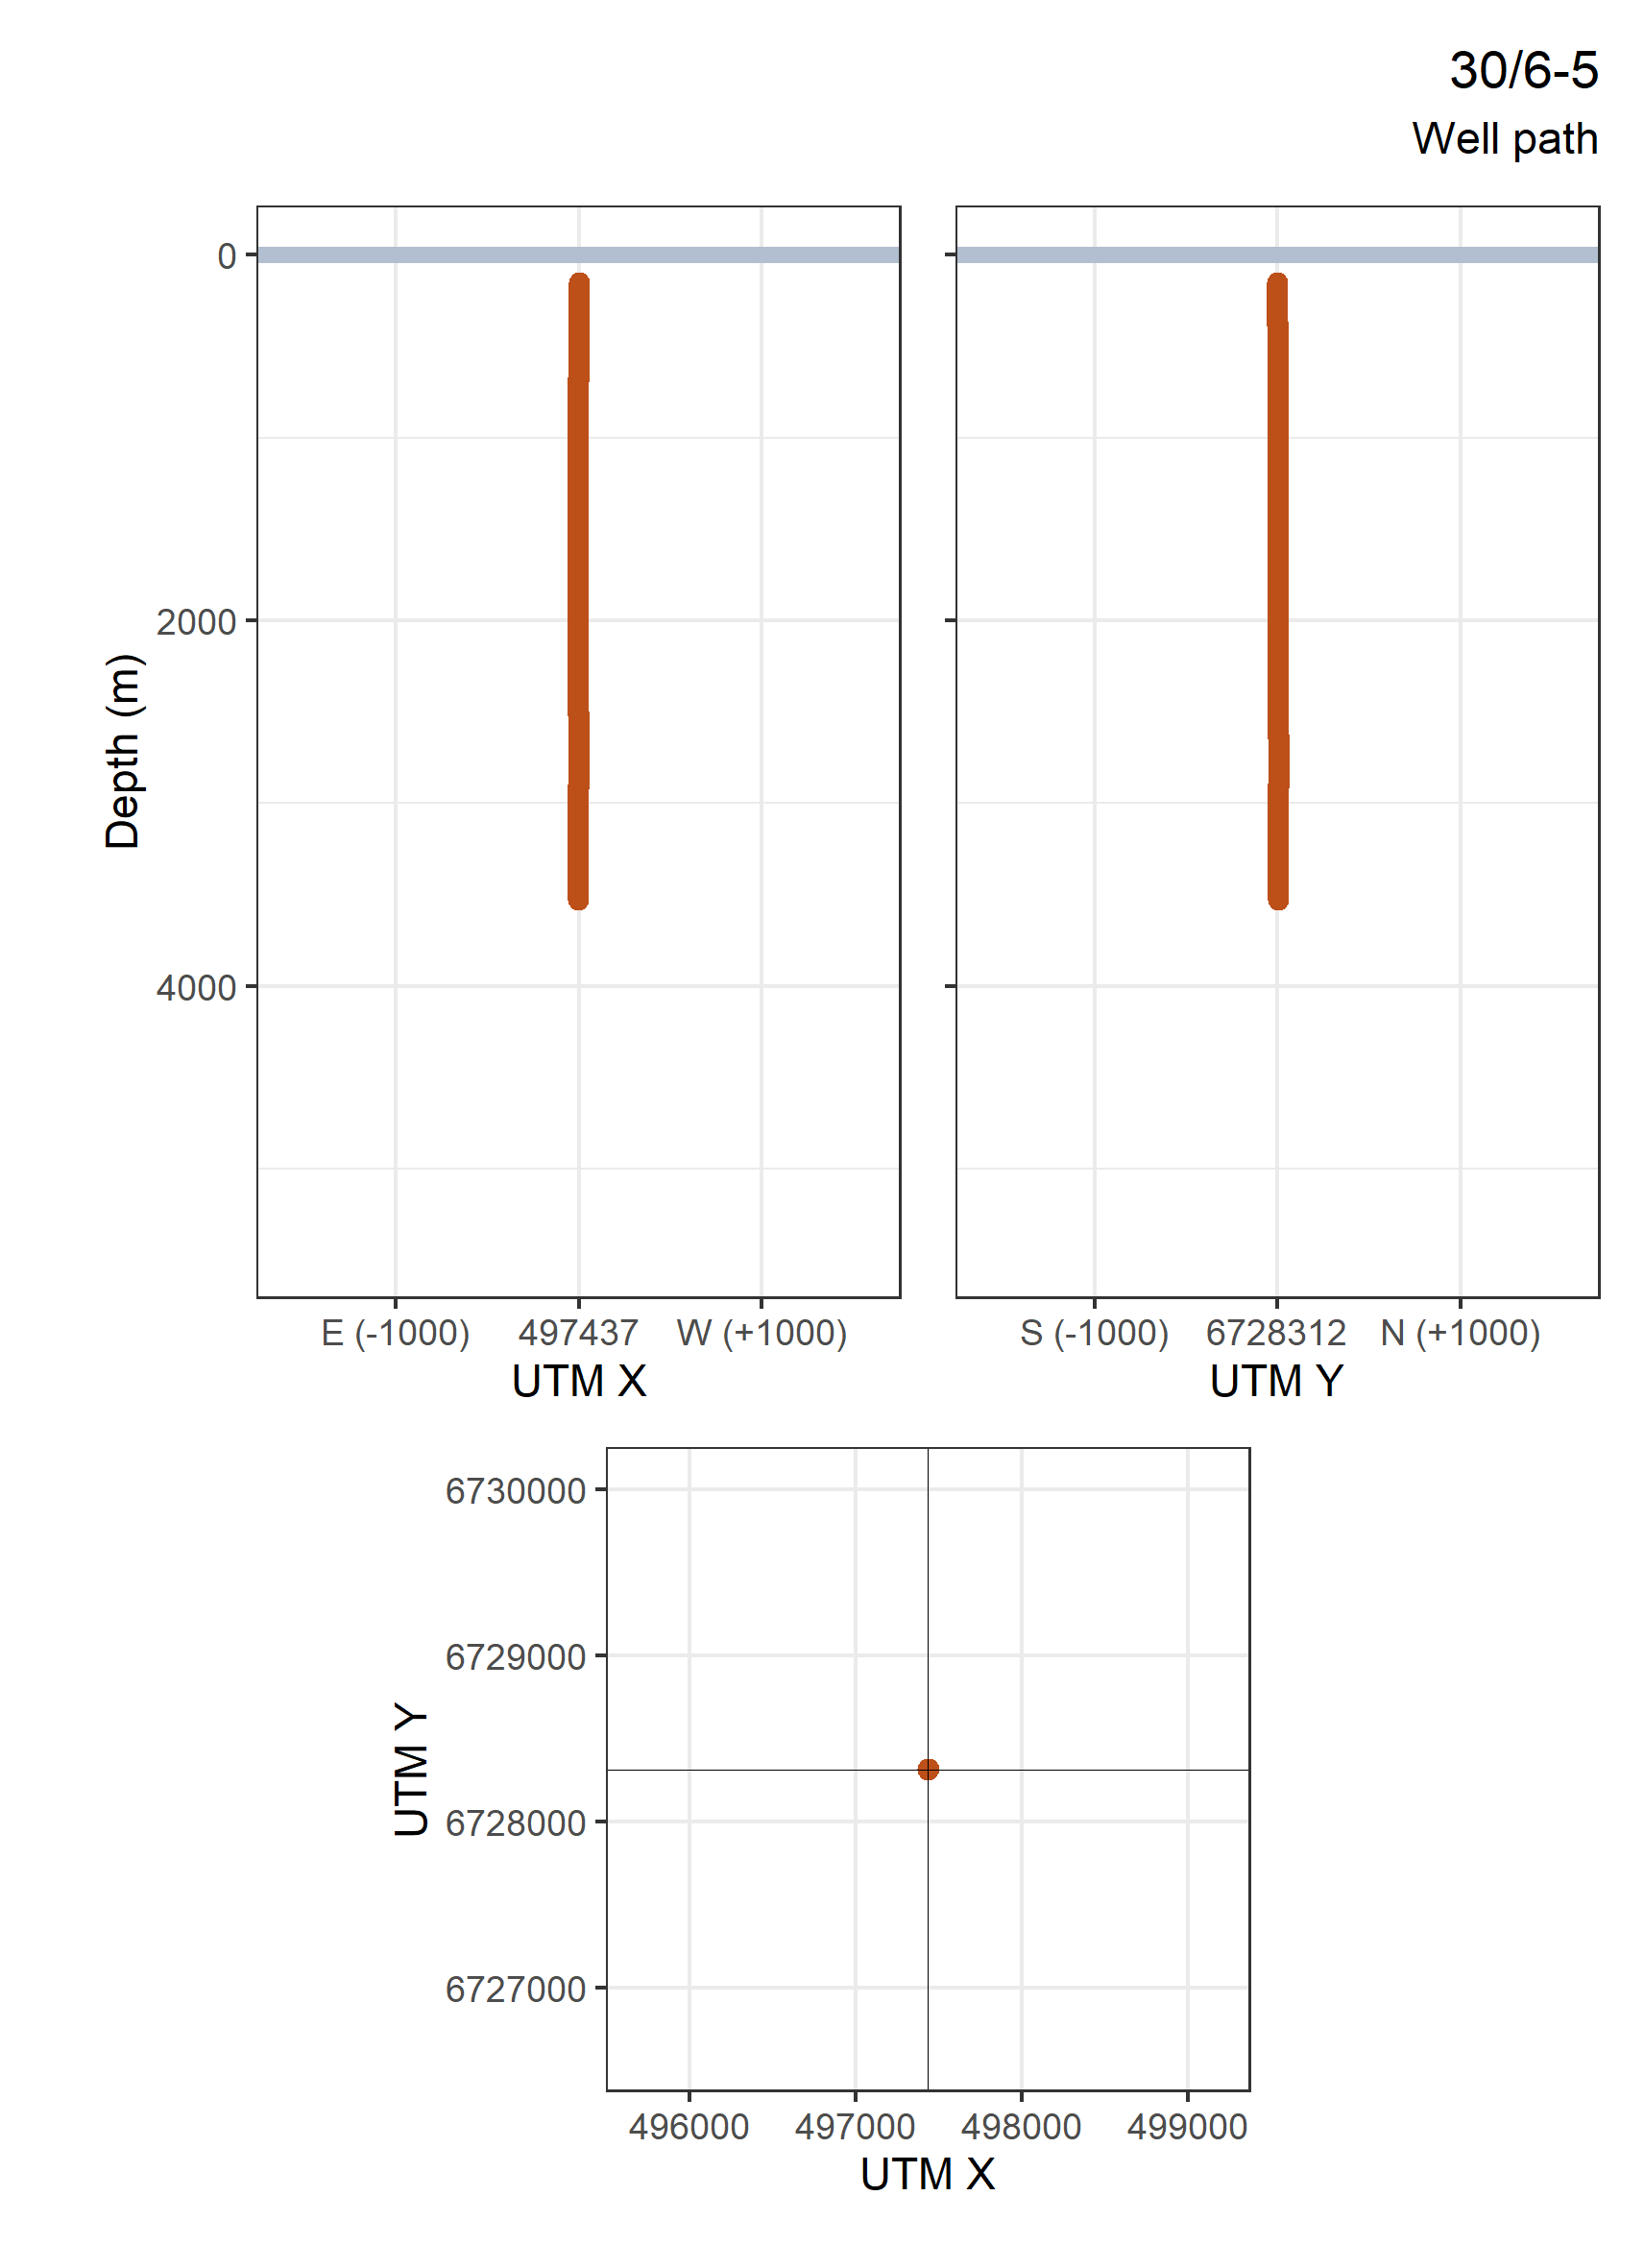 30/6-5
Well path
0
2000
4000
Depth (m)
E (-1000) 497437 W (+1000)
UTM X
S (-1000) 6728312 N (+1000)
UTM Y
6730000
6729000
6728000
6727000
UTM Y
496000 497000 498000 499000
UTM X